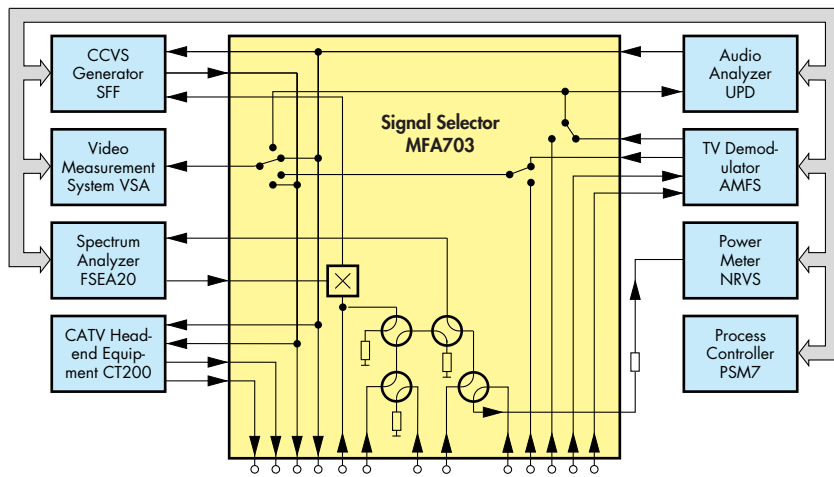 CCVS
Generator
SFF
Video
Measurement
System VSA
Spectrum
Analyzer
FSEA20
CATV Head-
end Equip-
ment CT200
Signal Selector
MFA703
Audio
Analyzer
UPD
TV Demod-
ulator
AMFS
Power
Meter
NRVS
Process
Controller
PSM7